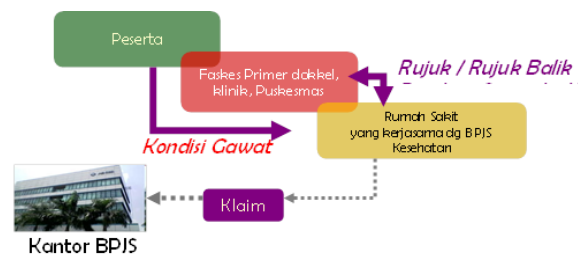 Peserta
Faskes Primer dokkel,
klinik, Puskesmas
Rujuk / Rujuk Balik
Rumah Sakit
yang kerjasama dg BPJS
Kesehatan
Kondisi Gawat
Klaim
Kantor BPJS